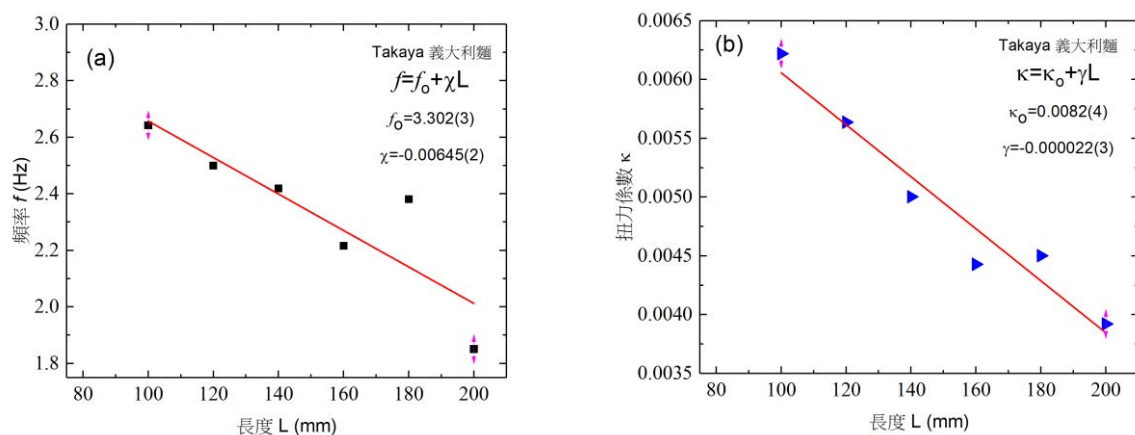 (a)
Takaya 義大利麵
f=fo+χL
fo=3.302(3)
χ=-0.00645(2)
頻率 f (Hz)
3.0
2.8
2.6
2.4
2.2
2.0
1.8
80 100 120 140 160 180 200
長度 L (mm)
(b)
Takaya 義大利麵
κ=κo+γL
κo=0.0082(4)
γ=-0.000022(3)
扭力係數 κ
0.0065
0.0060
0.0055
0.0050
0.0045
0.0040
0.0035
80 100 120 140 160 180 200
長度 L (mm)